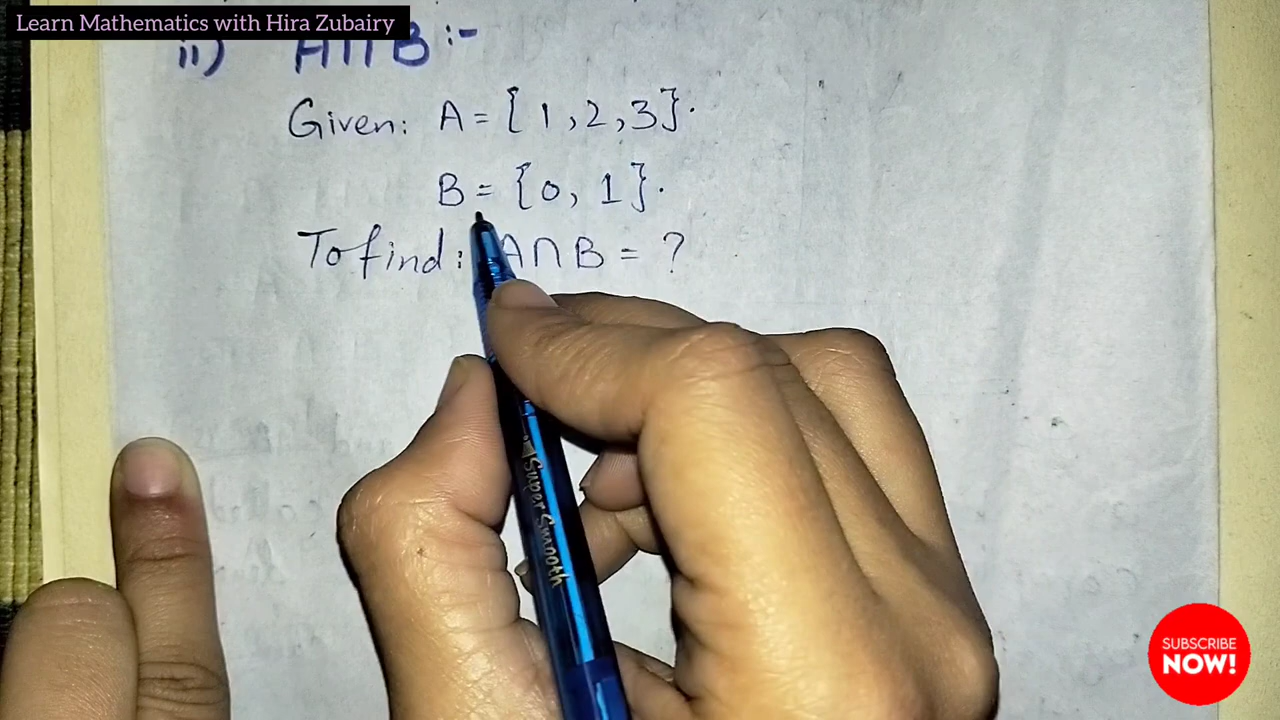 Learn Mathematics with Hira Zubairy
ii) A∩B :-
Given: A = { 1, 2, 3 }.
B = { 0, 1 }.
To find: A∩B = ?
Super Smooth
SUBSCRIBE
NOW!